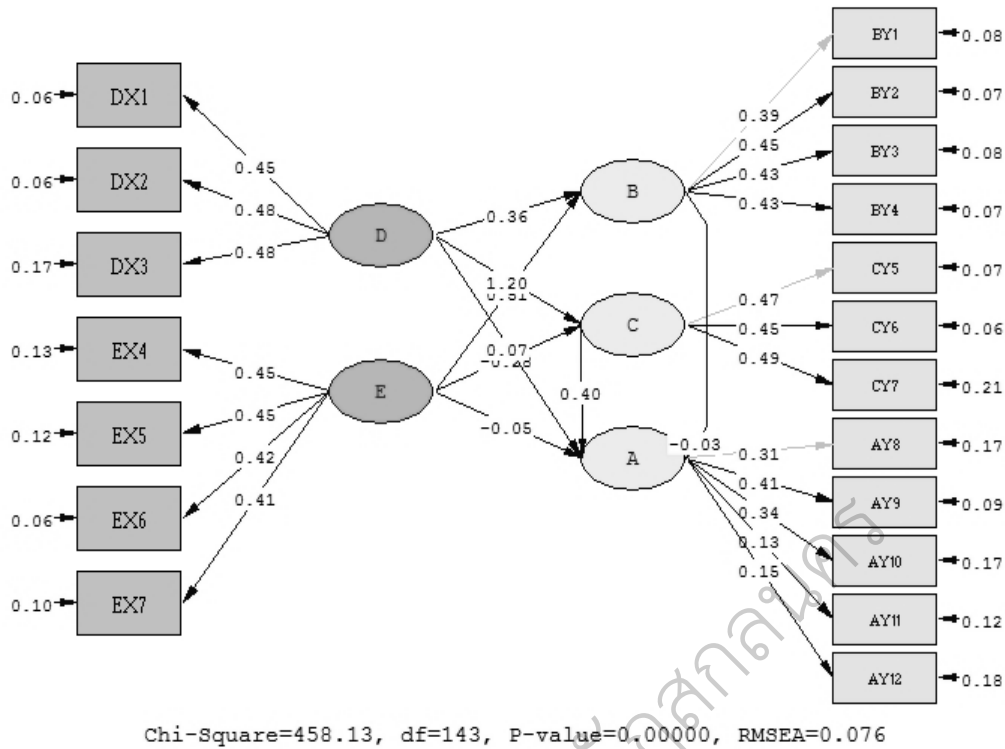 0.06
DX1
0.06
DX2
0.17
DX3
0.13
EX4
0.12
EX5
0.06
EX6
0.10
EX7
0.45
0.48
0.48
0.45
0.45
0.42
0.41
D
E
0.36
1.20
0.07
-0.05
0.40
B
C
A
-0.03
0.39
0.45
0.43
0.43
0.47
0.45
0.49
0.31
0.41
0.34
0.13
0.15
BY1
0.08
BY2
0.07
BY3
0.08
BY4
0.07
CY5
0.07
CY6
0.06
CY7
0.21
AY8
0.17
AY9
0.09
AY10
0.17
AY11
0.12
AY12
0.18
สกลนคร
Chi-Square=458.13, df=143, P-value=0.00000, RMSEA=0.076